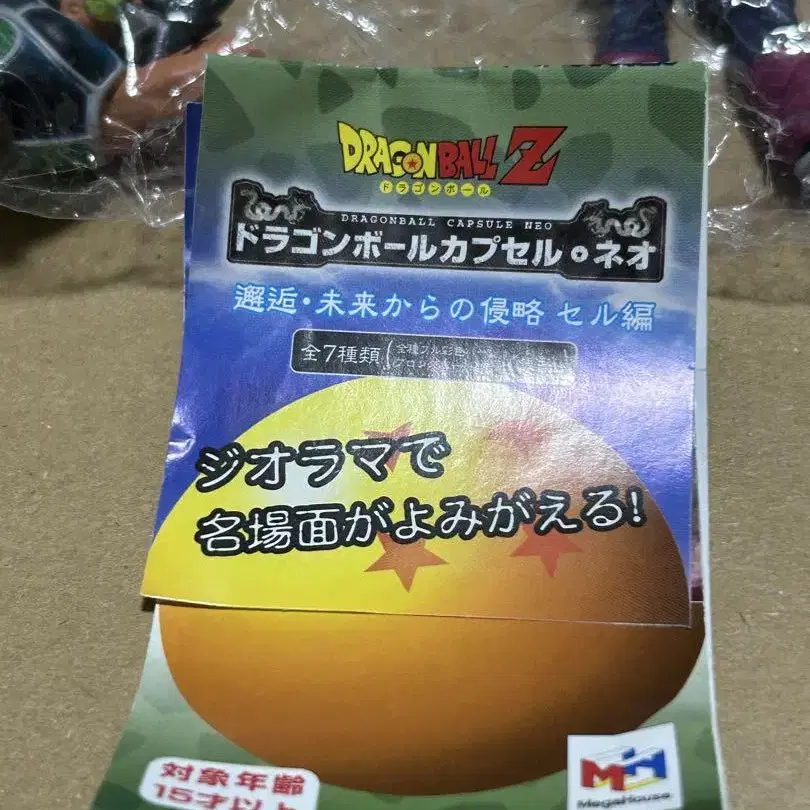 DRAGONBALL Z
ドラゴンボール
DRAGONBALL CAPSULE NEO
ドラゴンボールカプセル・ネオ
邂逅・未来からの侵略 セル編
全7種類
ジオラマで
名場面がよみがえる!
対象年齢
15才以上
MH
MegaHouse